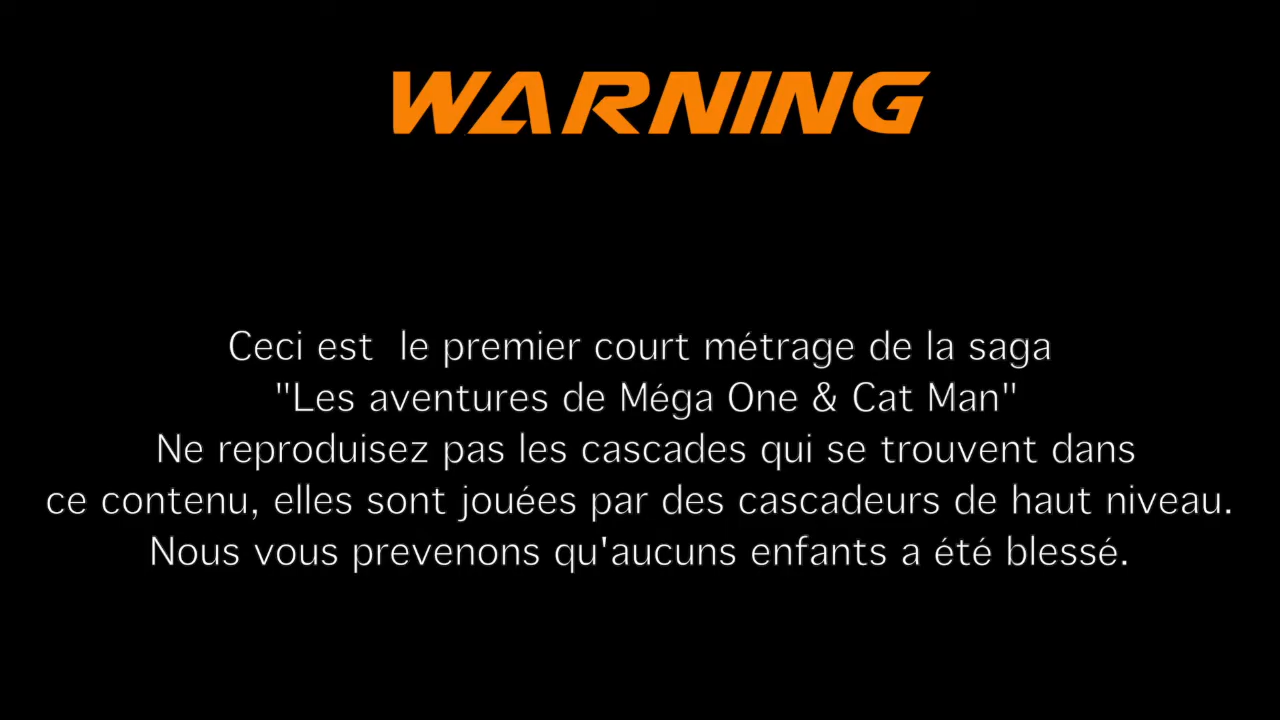 WARNING
Ceci est  le premier court métrage de la saga
"Les aventures de Méga One & Cat Man"
Ne reproduisez pas les cascades qui se trouvent dans
ce contenu, elles sont jouées par des cascadeurs de haut niveau.
Nous vous prevenons qu'aucuns enfants a été blessé.